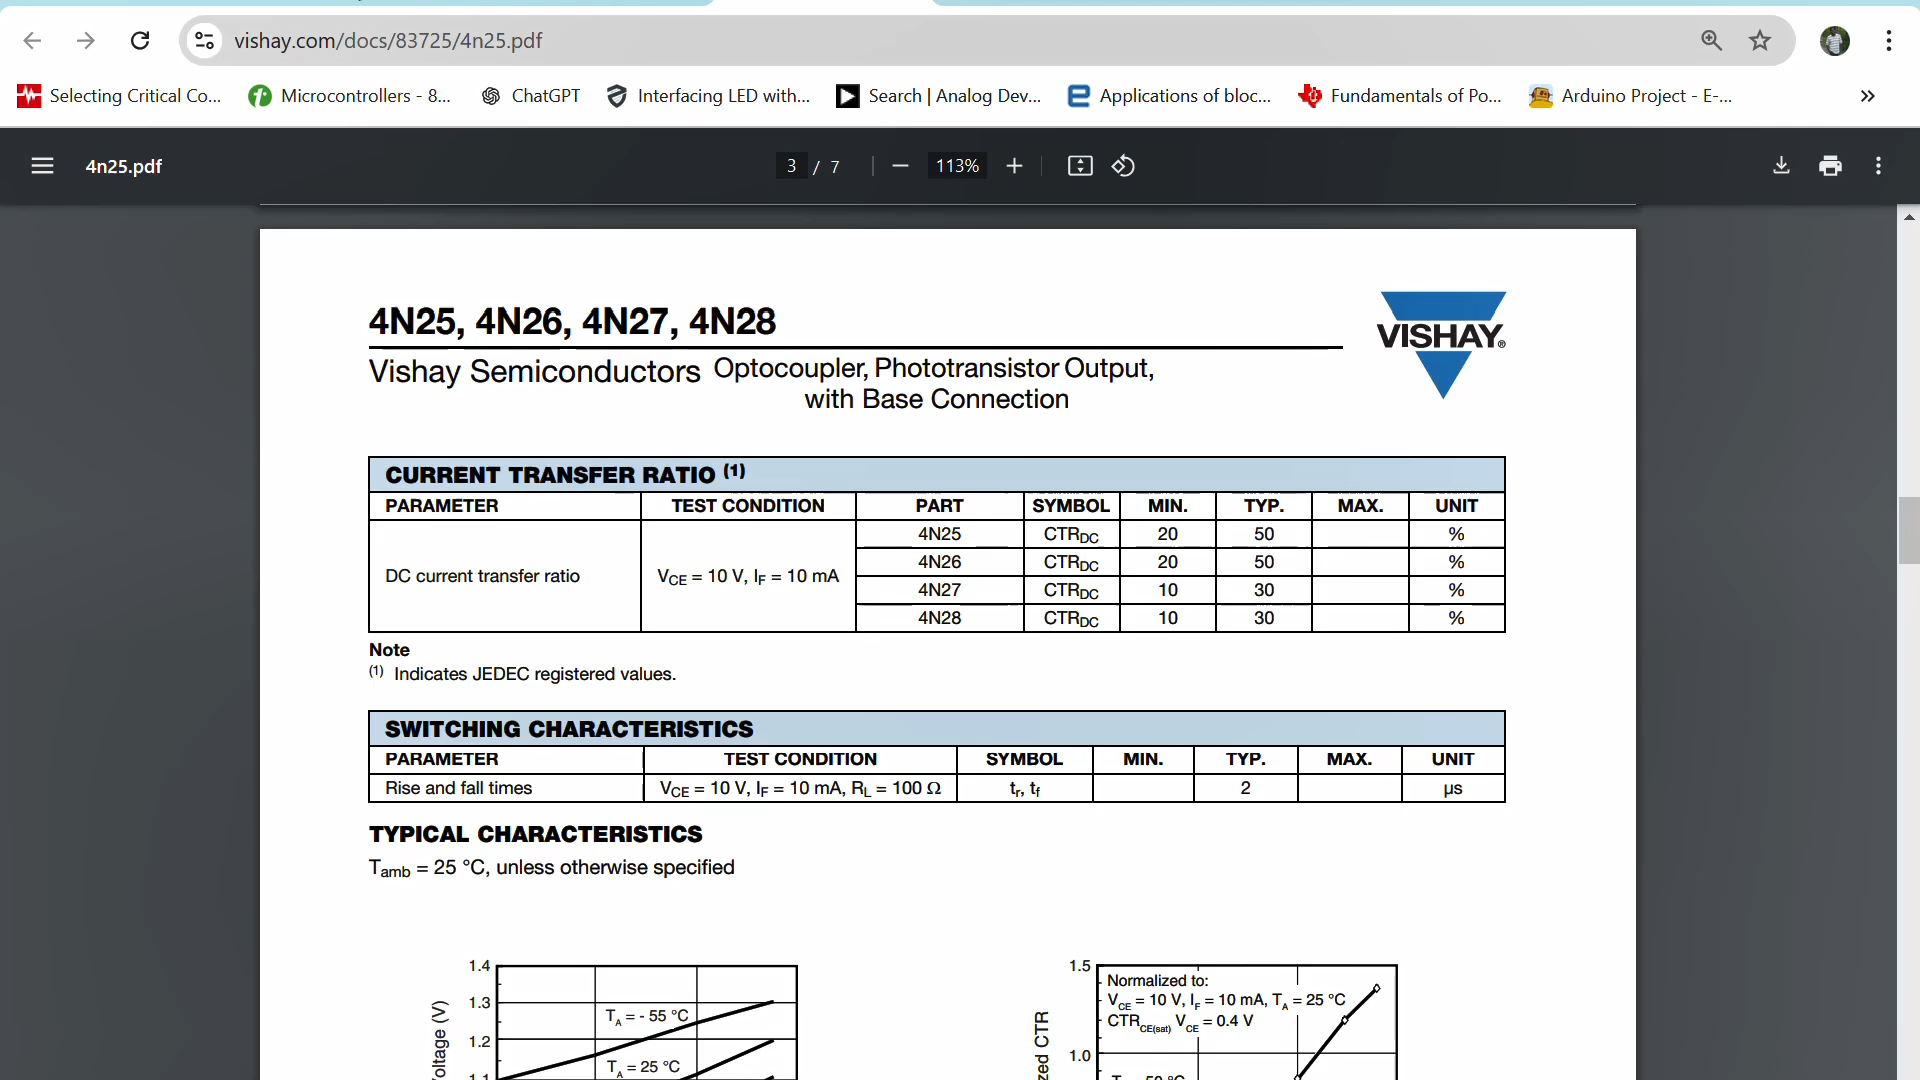 vishay.com/docs/83725/4n25.pdf
Selecting Critical Co... Microcontrollers - 8... ChatGPT Interfacing LED with... Search | Analog Dev... Applications of bloc... Fundamentals of Po... Arduino Project - E-... »
4n25.pdf 3 / 7 113%
4N25, 4N26, 4N27, 4N28
VISHAY®
Vishay Semiconductors Optocoupler, Phototransistor Output,
with Base Connection
CURRENT TRANSFER RATIO (1)
PARAMETER TEST CONDITION PART SYMBOL MIN. TYP. MAX. UNIT
4N25 CTRDC 20 50 %
4N26 CTRDC 20 50 %
DC current transfer ratio VCE = 10 V, IF = 10 mA
4N27 CTRDC 10 30 %
4N28 CTRDC 10 30 %
Note
(1) Indicates JEDEC registered values.
SWITCHING CHARACTERISTICS
PARAMETER TEST CONDITION SYMBOL MIN. TYP. MAX. UNIT
Rise and fall times VCE = 10 V, IF = 10 mA, RL = 100 Ω tr, tf 2 µs
TYPICAL CHARACTERISTICS
Tamb = 25 °C, unless otherwise specified
1.4
1.3
TA = - 55 °C
1.2
TA = 25 °C
1.1
oltage (V)
1.5
Normalized to:
VCE = 10 V, IF = 10 mA, TA = 25 °C
CTRCE(sat) VCE = 0.4 V
1.0
zed CTR